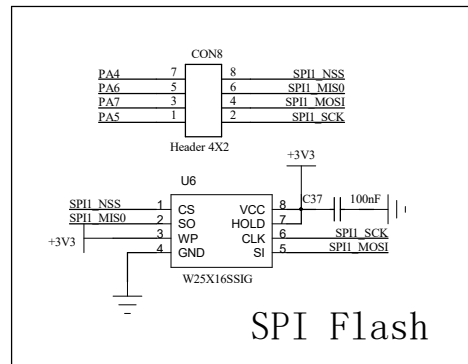 CON8
PA4 7 8 SPI1_NSS
PA6 5 6 SPI1_MIS0
PA7 3 4 SPI1_MOSI
PA5 1 2 SPI1_SCK
Header 4X2
+3V3
U6
C37 100nF
SPI1_NSS 1 CS VCC 8
SPI1_MIS0 2 SO HOLD 7
+3V3 3 WP CLK 6 SPI1_SCK
4 GND SI 5 SPI1_MOSI
W25X16SSIG
SPI Flash